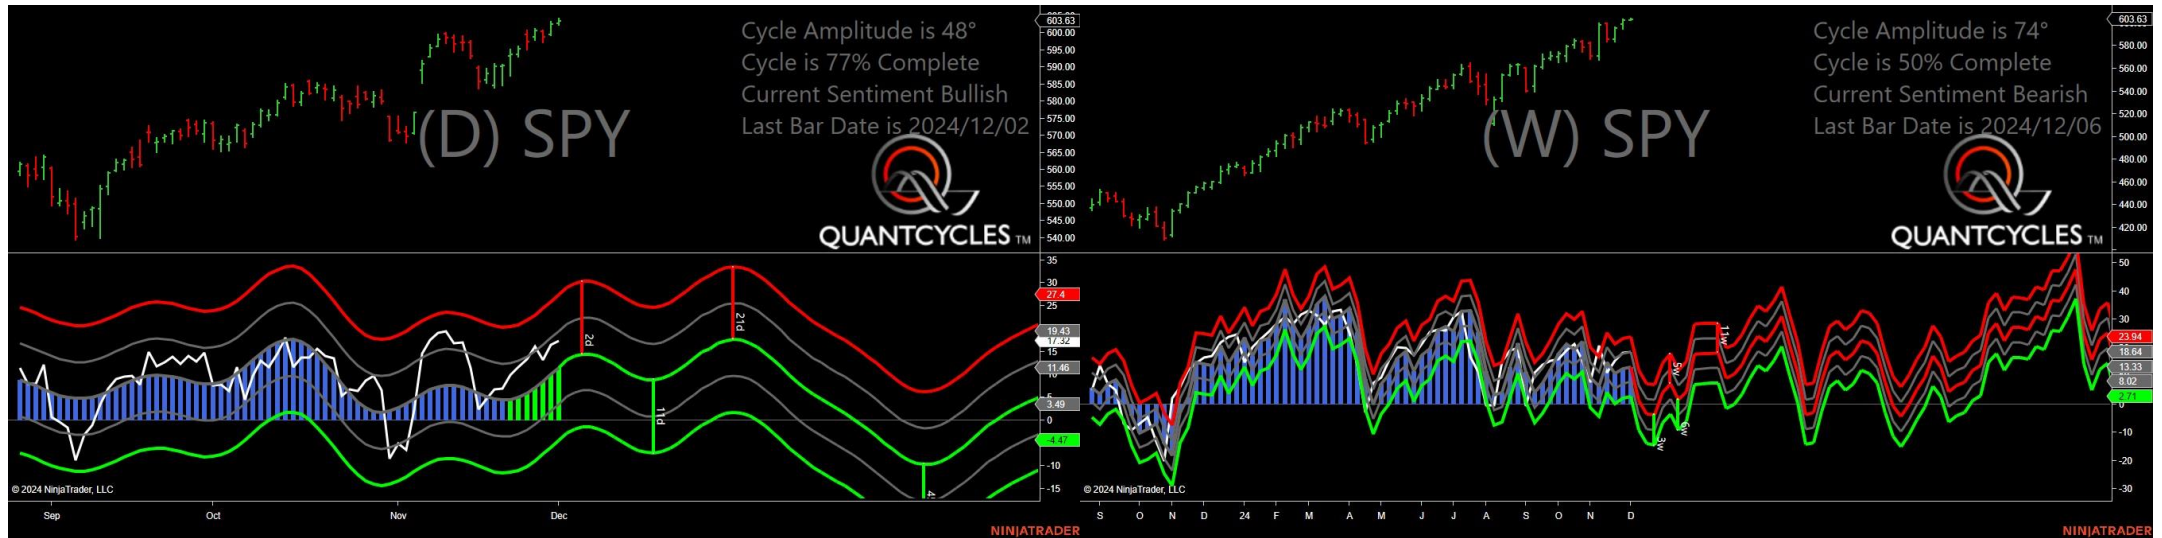 Cycle Amplitude is 48°
Cycle is 77% Complete
Current Sentiment Bullish
Last Bar Date is 2024/12/02
(D) SPY
QUANTCYCLES TM
603.63
600.00
595.00
590.00
585.00
580.00
575.00
570.00
565.00
560.00
555.00
550.00
545.00
540.00
35
30
27.4
25
19.43
17.32
15
11.46
5
3.49
0
-4.47
-10
-15
2d
11d
21d
© 2024 NinjaTrader, LLC
Sep Oct Nov Dec
NINJATRADER
Cycle Amplitude is 74°
Cycle is 50% Complete
Current Sentiment Bearish
Last Bar Date is 2024/12/06
(W) SPY
QUANTCYCLES TM
603.63
580.00
560.00
540.00
520.00
500.00
480.00
460.00
440.00
420.00
50
40
30
23.94
18.64
13.33
8.02
2.71
0
-10
-20
-30
3w
5w
6w
11w
© 2024 NinjaTrader, LLC
S O N D 24 F M A M J J A S O N D
NINJATRADER